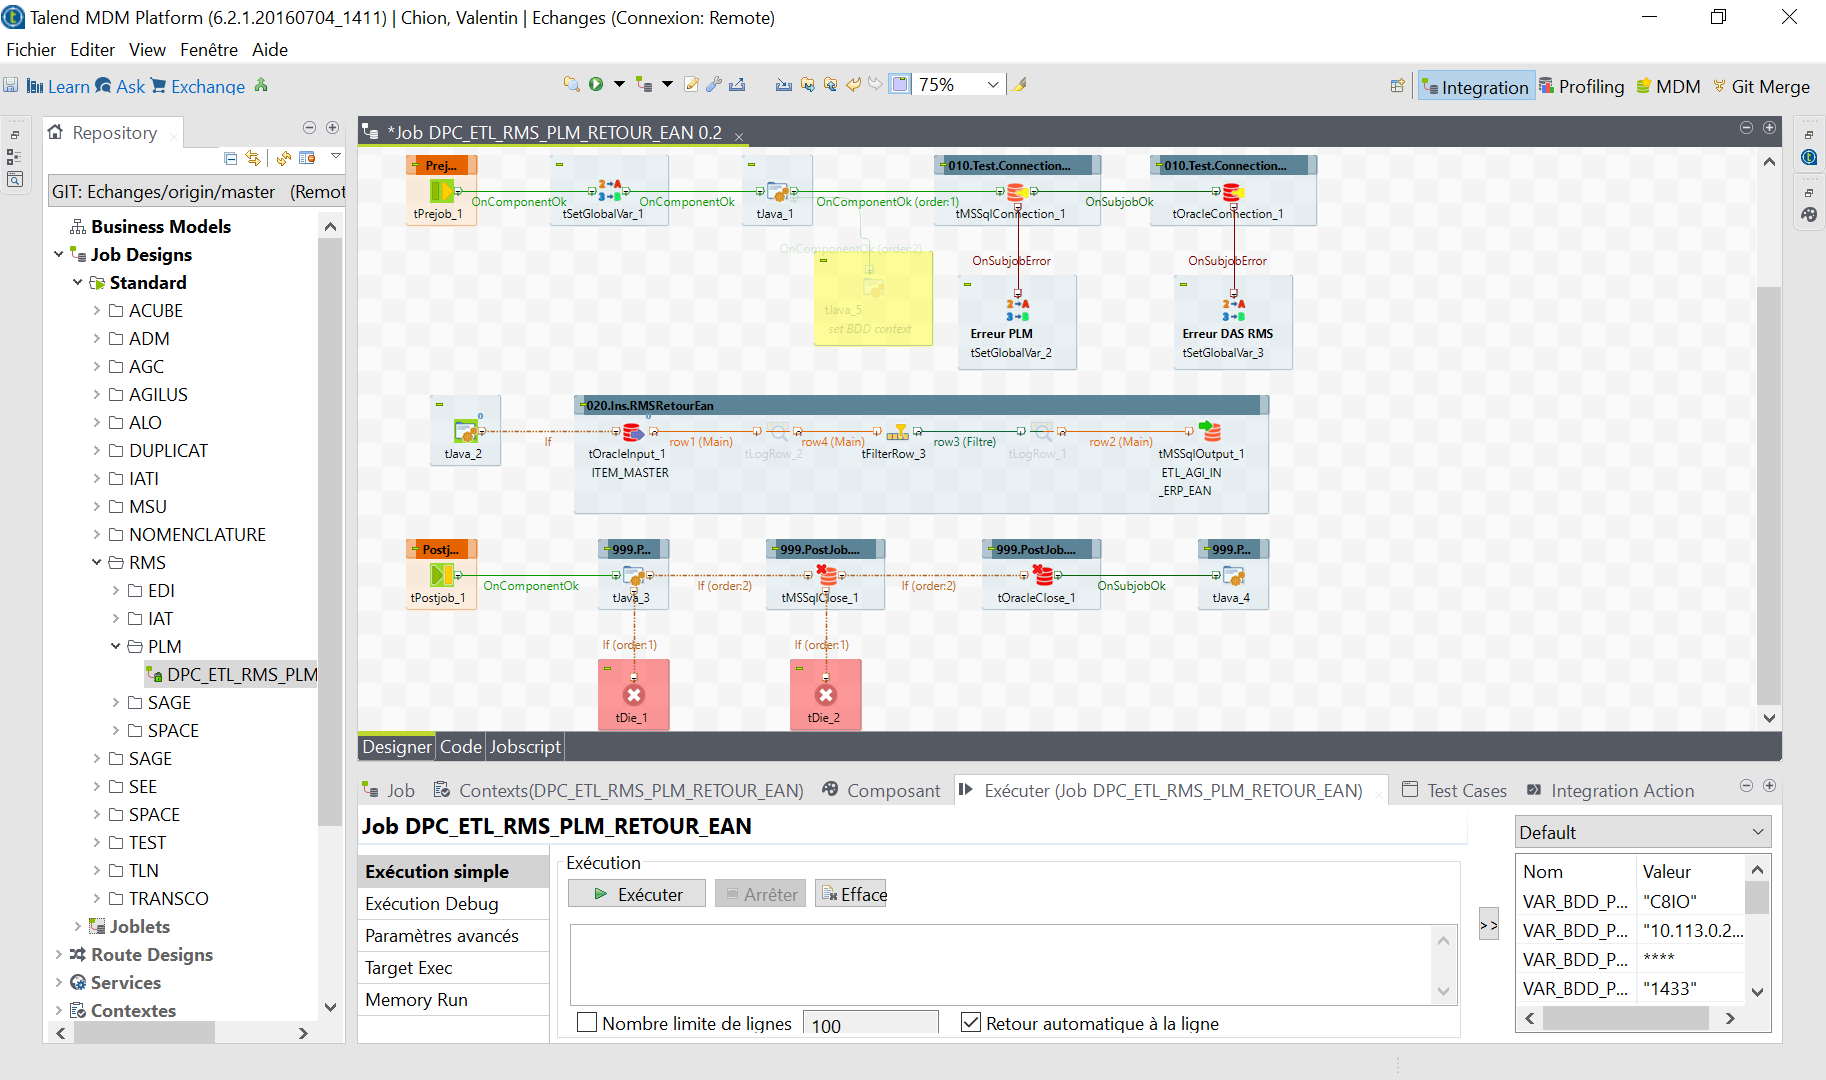 Talend MDM Platform (6.2.1.20160704_1411) | Chion, Valentin | Echanges (Connexion: Remote)
Fichier Editer View Fenêtre Aide
Learn Ask Exchange 75% Integration Profiling MDM Git Merge
Repository
GIT: Echanges/origin/master (Remot
Business Models
Job Designs
Standard
ACUBE
ADM
AGC
AGILUS
ALO
DUPLICAT
IATI
MSU
NOMENCLATURE
RMS
EDI
IAT
PLM
DPC_ETL_RMS_PLM
SAGE
SPACE
SAGE
SEE
SPACE
TEST
TLN
TRANSCO
Joblets
Route Designs
Services
Contextes
*Job DPC_ETL_RMS_PLM_RETOUR_EAN 0.2
Prej... 010.Test.Connection... 010.Test.Connection...
OnComponentOk OnComponentOk OnComponentOk (order:1) OnSubjobOk
tPrejob_1 tSetGlobalVar_1 tJava_1 tMSSqlConnection_1 tOracleConnection_1
OnComponentOk (order:2)
OnSubjobError OnSubjobError
tJava_5
set BDD context
Erreur PLM Erreur DAS RMS
tSetGlobalVar_2 tSetGlobalVar_3
020.Ins.RMSRetourEan
If row1 (Main) row4 (Main) row3 (Filtre) row2 (Main)
tJava_2 tOracleInput_1 tLogRow_2 tFilterRow_3 tLogRow_1 tMSSqlOutput_1
ITEM_MASTER ETL_AGI_IN
_ERP_EAN
Postj... 999.P... 999.PostJob.... 999.PostJob.... 999.P...
OnComponentOk If (order:2) If (order:2) OnSubjobOk
tPostjob_1 tJava_3 tMSSqlClose_1 tOracleClose_1 tJava_4
If (order:1) If (order:1)
tDie_1 tDie_2
Designer Code Jobscript
Job Contexts(DPC_ETL_RMS_PLM_RETOUR_EAN) Composant Exécuter (Job DPC_ETL_RMS_PLM_RETOUR_EAN) Test Cases Integration Action
Job DPC_ETL_RMS_PLM_RETOUR_EAN
Exécution simple
Exécution Debug
Paramètres avancés
Target Exec
Memory Run
Exécution
Exécuter Arrêter Efface
Nombre limite de lignes 100 Retour automatique à la ligne
>>
Default
Nom Valeur
VAR_BDD_P... "C8IO"
VAR_BDD_P... "10.113.0.2...
VAR_BDD_P... ****
VAR_BDD_P... "1433"